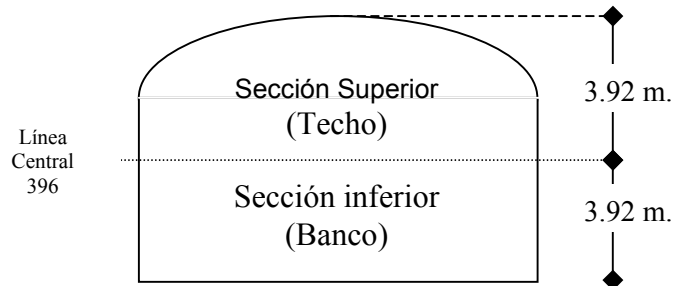 Sección Superior
(Techo)
3.92 m.
Línea
Central
396
Sección inferior
(Banco)
3.92 m.